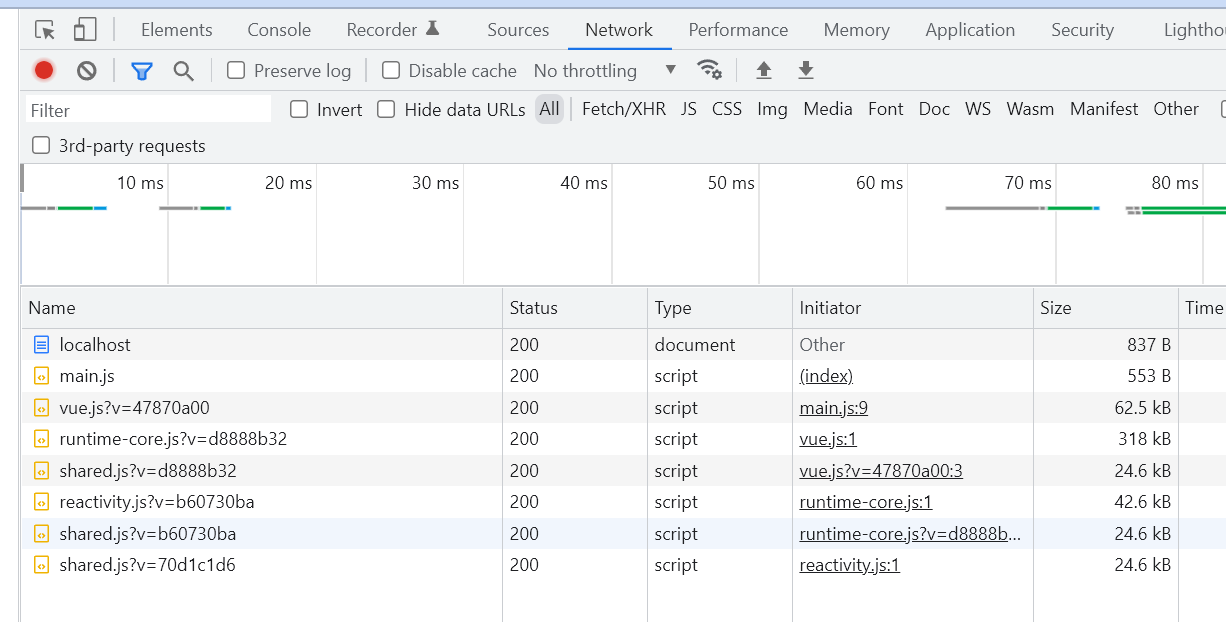 Elements Console Recorder Sources Network Performance Memory Application Security Lightho
Preserve log Disable cache No throttling
Filter Invert Hide data URLs All Fetch/XHR JS CSS Img Media Font Doc WS Wasm Manifest Other
3rd-party requests
10 ms 20 ms 30 ms 40 ms 50 ms 60 ms 70 ms 80 ms
Name Status Type Initiator Size Time
localhost 200 document Other 837 B
main.js 200 script (index) 553 B
vue.js?v=47870a00 200 script main.js:9 62.5 kB
runtime-core.js?v=d8888b32 200 script vue.js:1 318 kB
shared.js?v=d8888b32 200 script vue.js?v=47870a00:3 24.6 kB
reactivity.js?v=b60730ba 200 script runtime-core.js:1 42.6 kB
shared.js?v=b60730ba 200 script runtime-core.js?v=d8888b... 24.6 kB
shared.js?v=70d1c1d6 200 script reactivity.js:1 24.6 kB